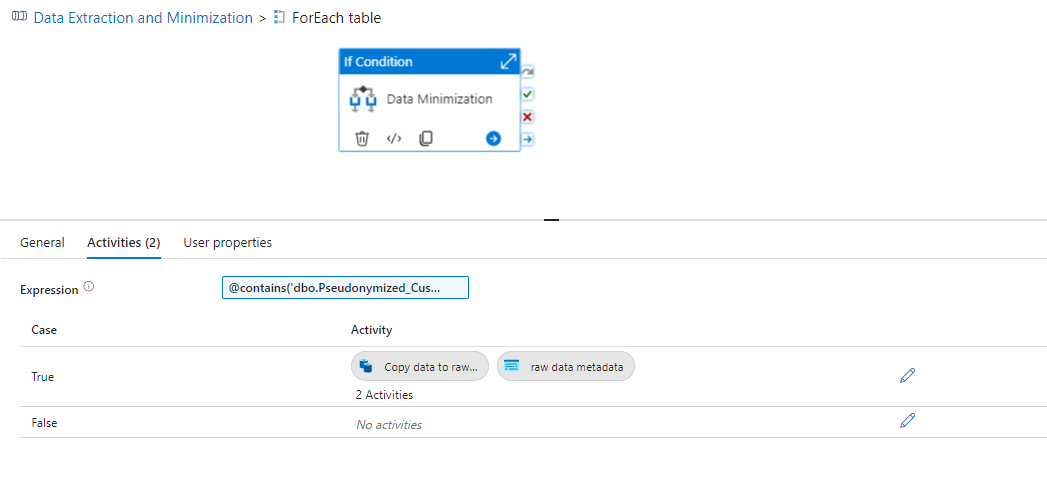 Data Extraction and Minimization > ForEach table
If Condition
Data Minimization
General Activities (2) User properties
Expression
@contains('dbo.Pseudonymized_Cus...
Case Activity
True
Copy data to raw... raw data metadata
2 Activities
False No activities